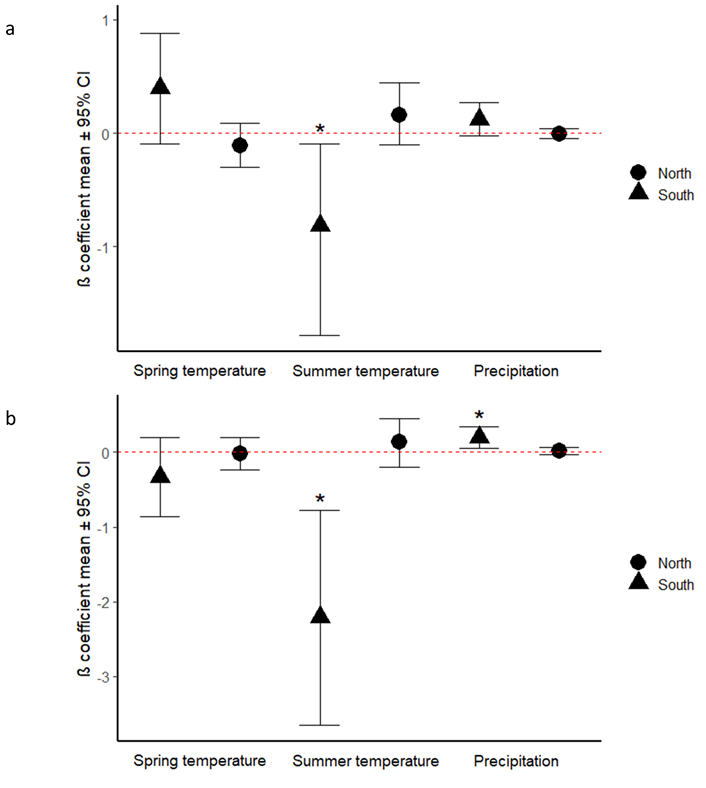 a
1
0
-1
ß coefficient mean ± 95% CI
*
Spring temperature
Summer temperature
Precipitation
North
South
b
0
-1
-2
-3
ß coefficient mean ± 95% CI
*
*
Spring temperature
Summer temperature
Precipitation
North
South